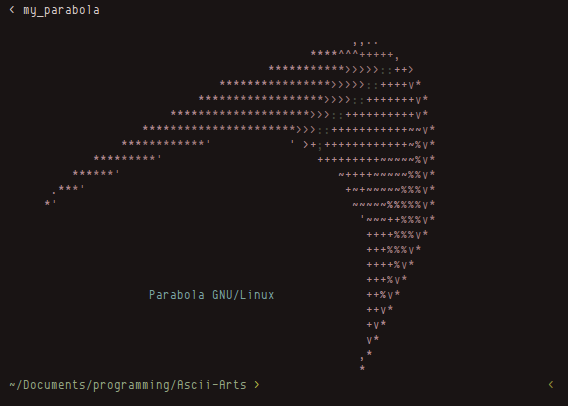 < my_parabola
Parabola GNU/Linux
~/Documents/programming/Ascii-Arts > <